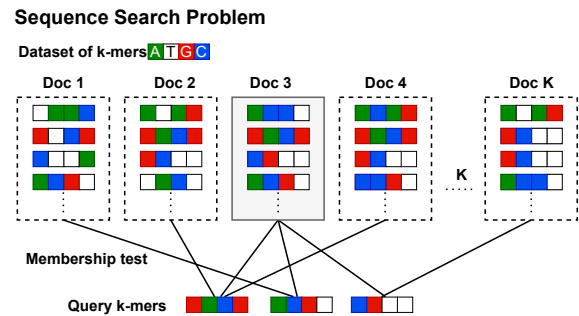 Sequence Search Problem
Dataset of k-mers A T G C
Doc 1 Doc 2 Doc 3 Doc 4 Doc K
K
Membership test
Query k-mers